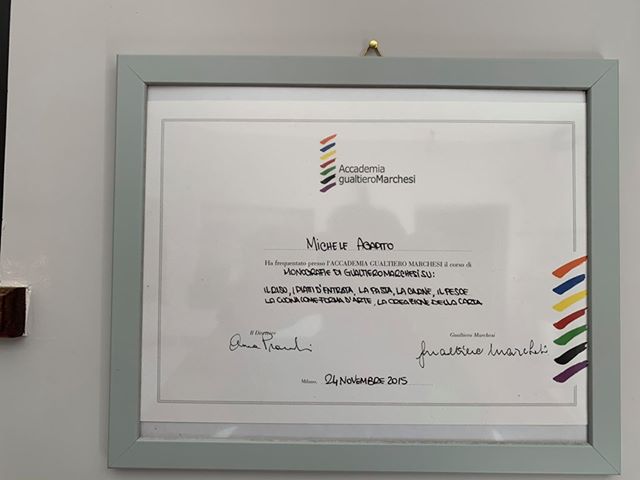 Accademia
gualtieroMarchesi
MICHELE AGAPITO
Ha frequentato presso l'ACCADEMIA GUALTIERO MARCHESI il corso di
MONOGRAFIE DI GUALTIERO MARCHESI SU:
IL RISO, I PIATTI D'ENTRATA, LA PASTA, LA CARNE, IL PESCE
LA CUCINA COME FORMA D'ARTE, LA CREAZIONE DELLA CARTA
Il Direttore
Gualtiero Marchesi
Gualtiero Marchesi
Milano, 24 NOVEMBRE 2015